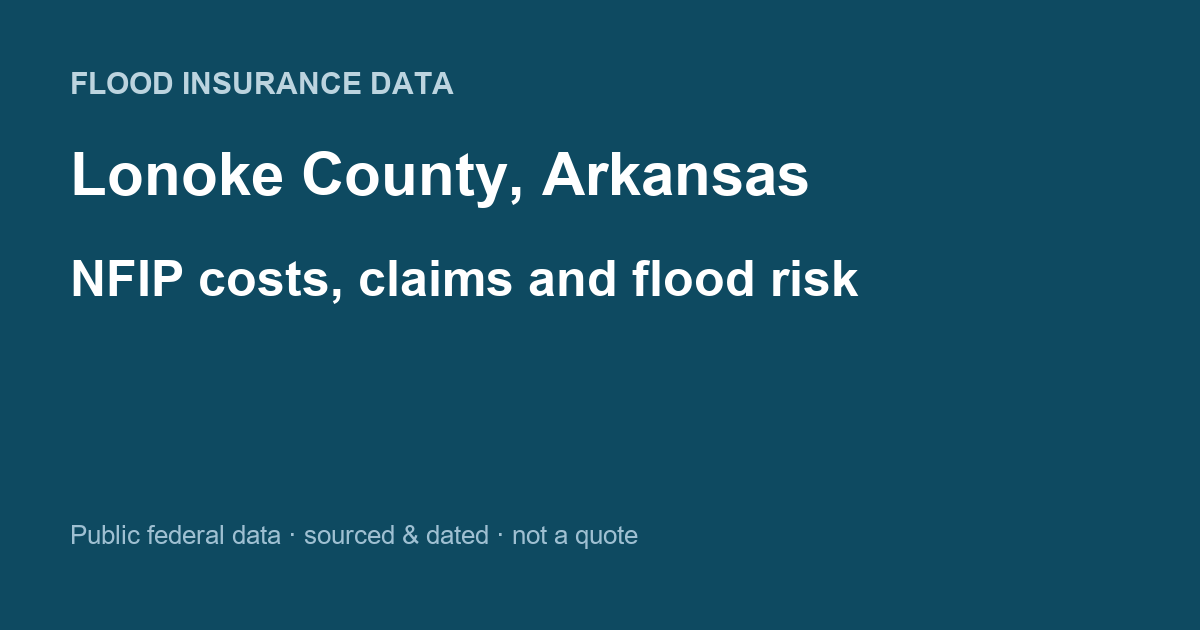 FLOOD INSURANCE DATA
Lonoke County, Arkansas
NFIP costs, claims and flood risk
Public federal data · sourced & dated · not a quote